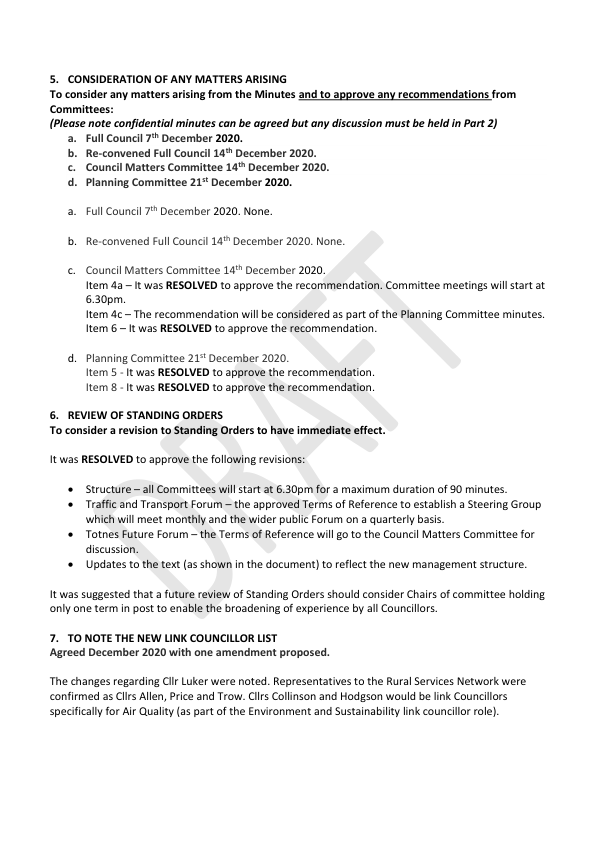 5. CONSIDERATION OF ANY MATTERS ARISING
To consider any matters arising from the Minutes and to approve any recommendations from
Committees:
(Please note confidential minutes can be agreed but any discussion must be held in Part 2)
a. Full Council 7th December 2020.
b. Re-convened Full Council 14th December 2020.
c. Council Matters Committee 14th December 2020.
d. Planning Committee 21st December 2020.
a. Full Council 7th December 2020. None.
b. Re-convened Full Council 14th December 2020. None.
c. Council Matters Committee 14th December 2020.
Item 4a – It was RESOLVED to approve the recommendation. Committee meetings will start at
6.30pm.
Item 4c – The recommendation will be considered as part of the Planning Committee minutes.
Item 6 – It was RESOLVED to approve the recommendation.
d. Planning Committee 21st December 2020.
Item 5 - It was RESOLVED to approve the recommendation.
Item 8 - It was RESOLVED to approve the recommendation.
6. REVIEW OF STANDING ORDERS
To consider a revision to Standing Orders to have immediate effect.
It was RESOLVED to approve the following revisions:
• Structure – all Committees will start at 6.30pm for a maximum duration of 90 minutes.
• Traffic and Transport Forum – the approved Terms of Reference to establish a Steering Group
which will meet monthly and the wider public Forum on a quarterly basis.
• Totnes Future Forum – the Terms of Reference will go to the Council Matters Committee for
discussion.
• Updates to the text (as shown in the document) to reflect the new management structure.
It was suggested that a future review of Standing Orders should consider Chairs of committee holding
only one term in post to enable the broadening of experience by all Councillors.
7. TO NOTE THE NEW LINK COUNCILLOR LIST
Agreed December 2020 with one amendment proposed.
The changes regarding Cllr Luker were noted. Representatives to the Rural Services Network were
confirmed as Cllrs Allen, Price and Trow. Cllrs Collinson and Hodgson would be link Councillors
specifically for Air Quality (as part of the Environment and Sustainability link councillor role).
DRAFT